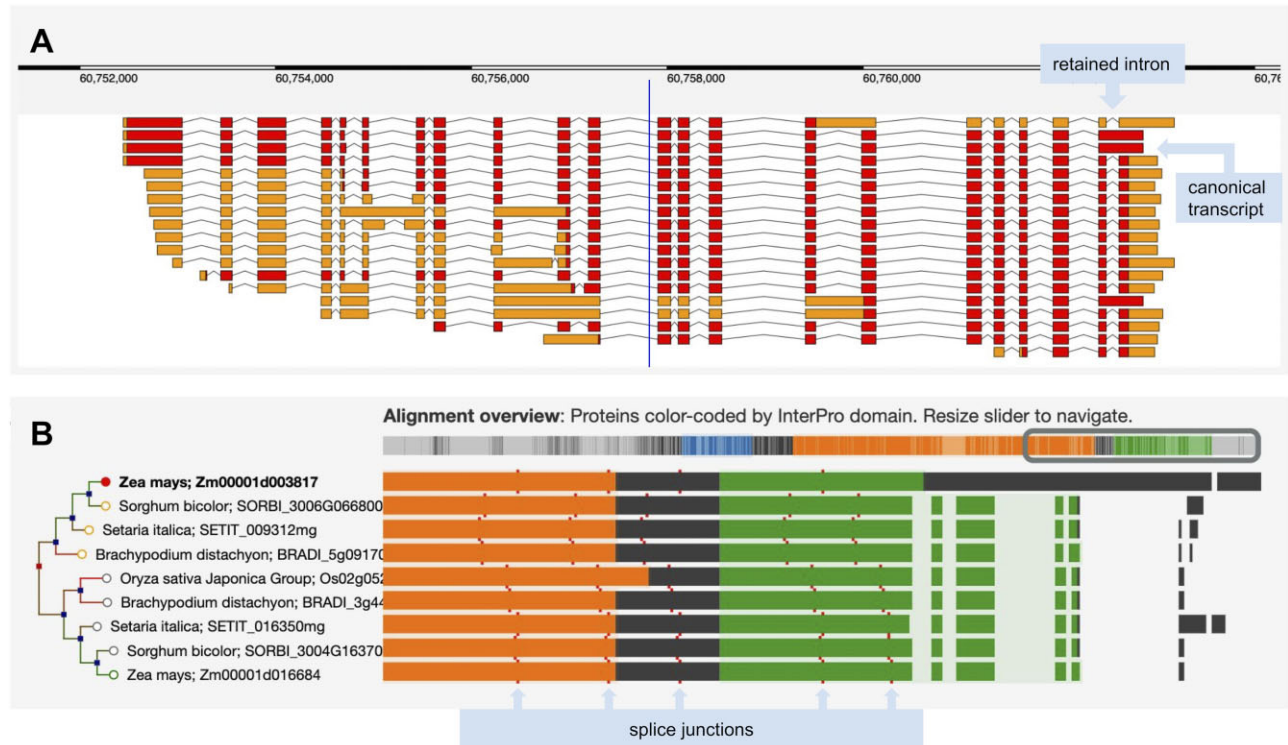 A
60,752,000 60,754,000 60,756,000 60,758,000 60,760,000 60,76
retained intron
canonical
transcript
B
Alignment overview: Proteins color-coded by InterPro domain. Resize slider to navigate.
Zea mays; Zm00001d003817
Sorghum bicolor; SORBI_3006G066800
Setaria italica; SETIT_009312mg
Brachypodium distachyon; BRADI_5g09170
Oryza sativa Japonica Group; Os02g052
Brachypodium distachyon; BRADI_3g44
Setaria italica; SETIT_016350mg
Sorghum bicolor; SORBI_3004G16370
Zea mays; Zm00001d016684
splice junctions